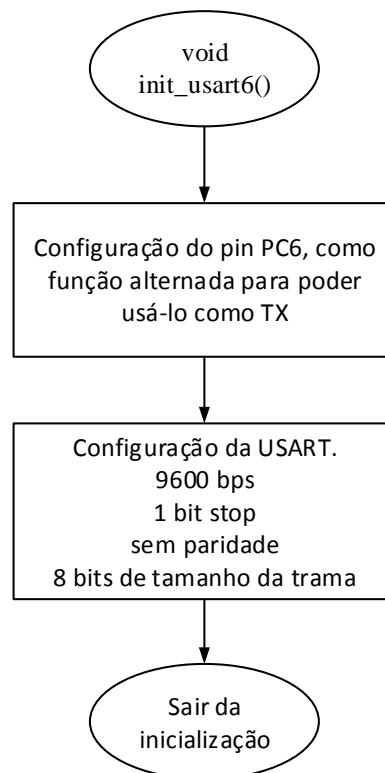 void
init_usart6()
Configuração do pin PC6, como
função alternada para poder
usá-lo como TX
Configuração da USART.
9600 bps
1 bit stop
sem paridade
8 bits de tamanho da trama
Sair da
inicialização